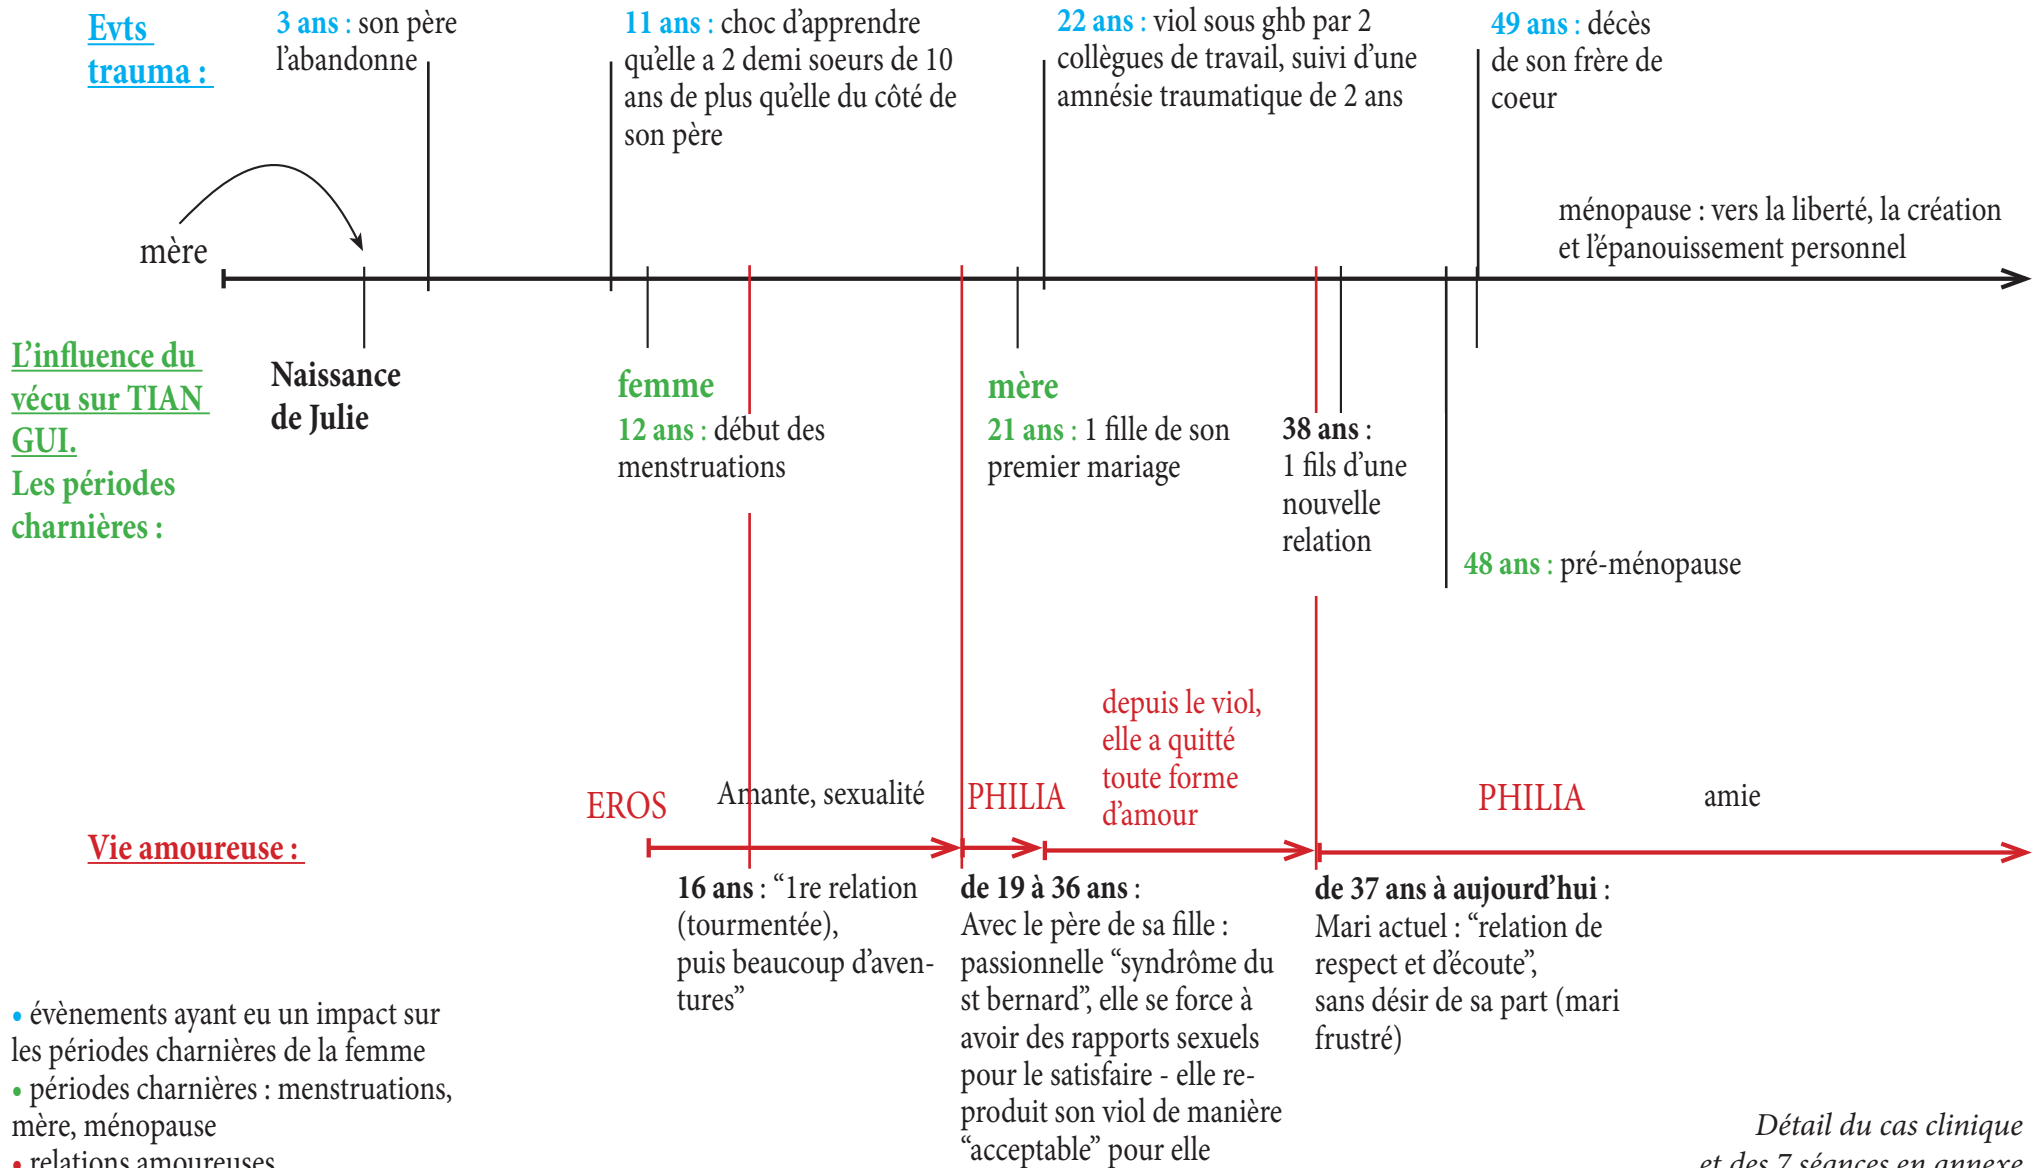 Evts
trauma :
3 ans : son père
l'abandonne
11 ans : choc d'apprendre
qu'elle a 2 demi soeurs de 10
ans de plus qu'elle du côté de
son père
22 ans : viol sous ghb par 2
collègues de travail, suivi d'une
amnésie traumatique de 2 ans
49 ans : décès
de son frère de
coeur
mère
ménopause : vers la liberté, la création
et l'épanouissement personnel
L'influence du
vécu sur TIAN
GUI.
Les périodes
charnières :
Naissance
de Julie
femme
12 ans : début des
menstruations
mère
21 ans : 1 fille de son
premier mariage
38 ans :
1 fils d'une
nouvelle
relation
48 ans : pré-ménopause
depuis le viol,
elle a quitté
toute forme
d'amour
EROS
Amante, sexualité
PHILIA
PHILIA
amie
Vie amoureuse :
16 ans : “1re relation
(tourmentée),
puis beaucoup d'aven-
tures”
de 19 à 36 ans :
Avec le père de sa fille :
passionnelle “syndrôme du
st bernard”, elle se force à
avoir des rapports sexuels
pour le satisfaire - elle re-
produit son viol de manière
“acceptable” pour elle
de 37 ans à aujourd'hui :
Mari actuel : “relation de
respect et d'écoute”,
sans désir de sa part (mari
frustré)
• évènements ayant eu un impact sur
les périodes charnières de la femme
• périodes charnières : menstruations,
mère, ménopause
• relations amoureuses
Détail du cas clinique
et des 7 séances en annexe